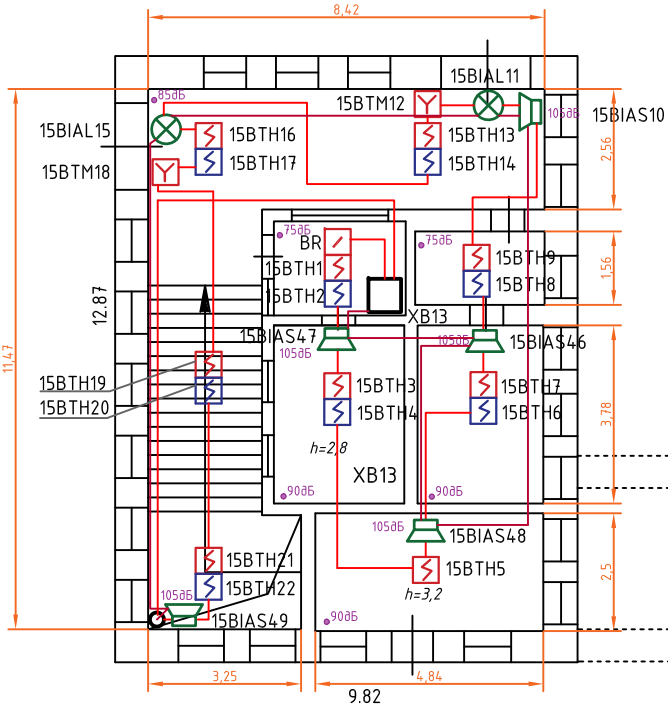 8,42
15BIAL11
85дБ
15BTM12
105дБ
15BIAS10
15BIAL15
15BTH16
15BTH13
2,56
15BTH17
15BTH14
15BTM18
75дБ
75дБ
BR
15BTH9
15BTH1
1,56
15BTH8
15BTH2
12.87
XB13
15BIAS47
105дБ
15BIAS46
105дБ
11,47
15BTH19
15BTH3
15BTH7
15BTH20
15BTH4
15BTH6
3,78
h=2,8
XB13
90дБ
90дБ
105дБ
15BIAS48
15BTH21
15BTH5
2,5
15BTH22
h=3,2
105дБ
15BIAS49
90дБ
3,25
4,84
9.82